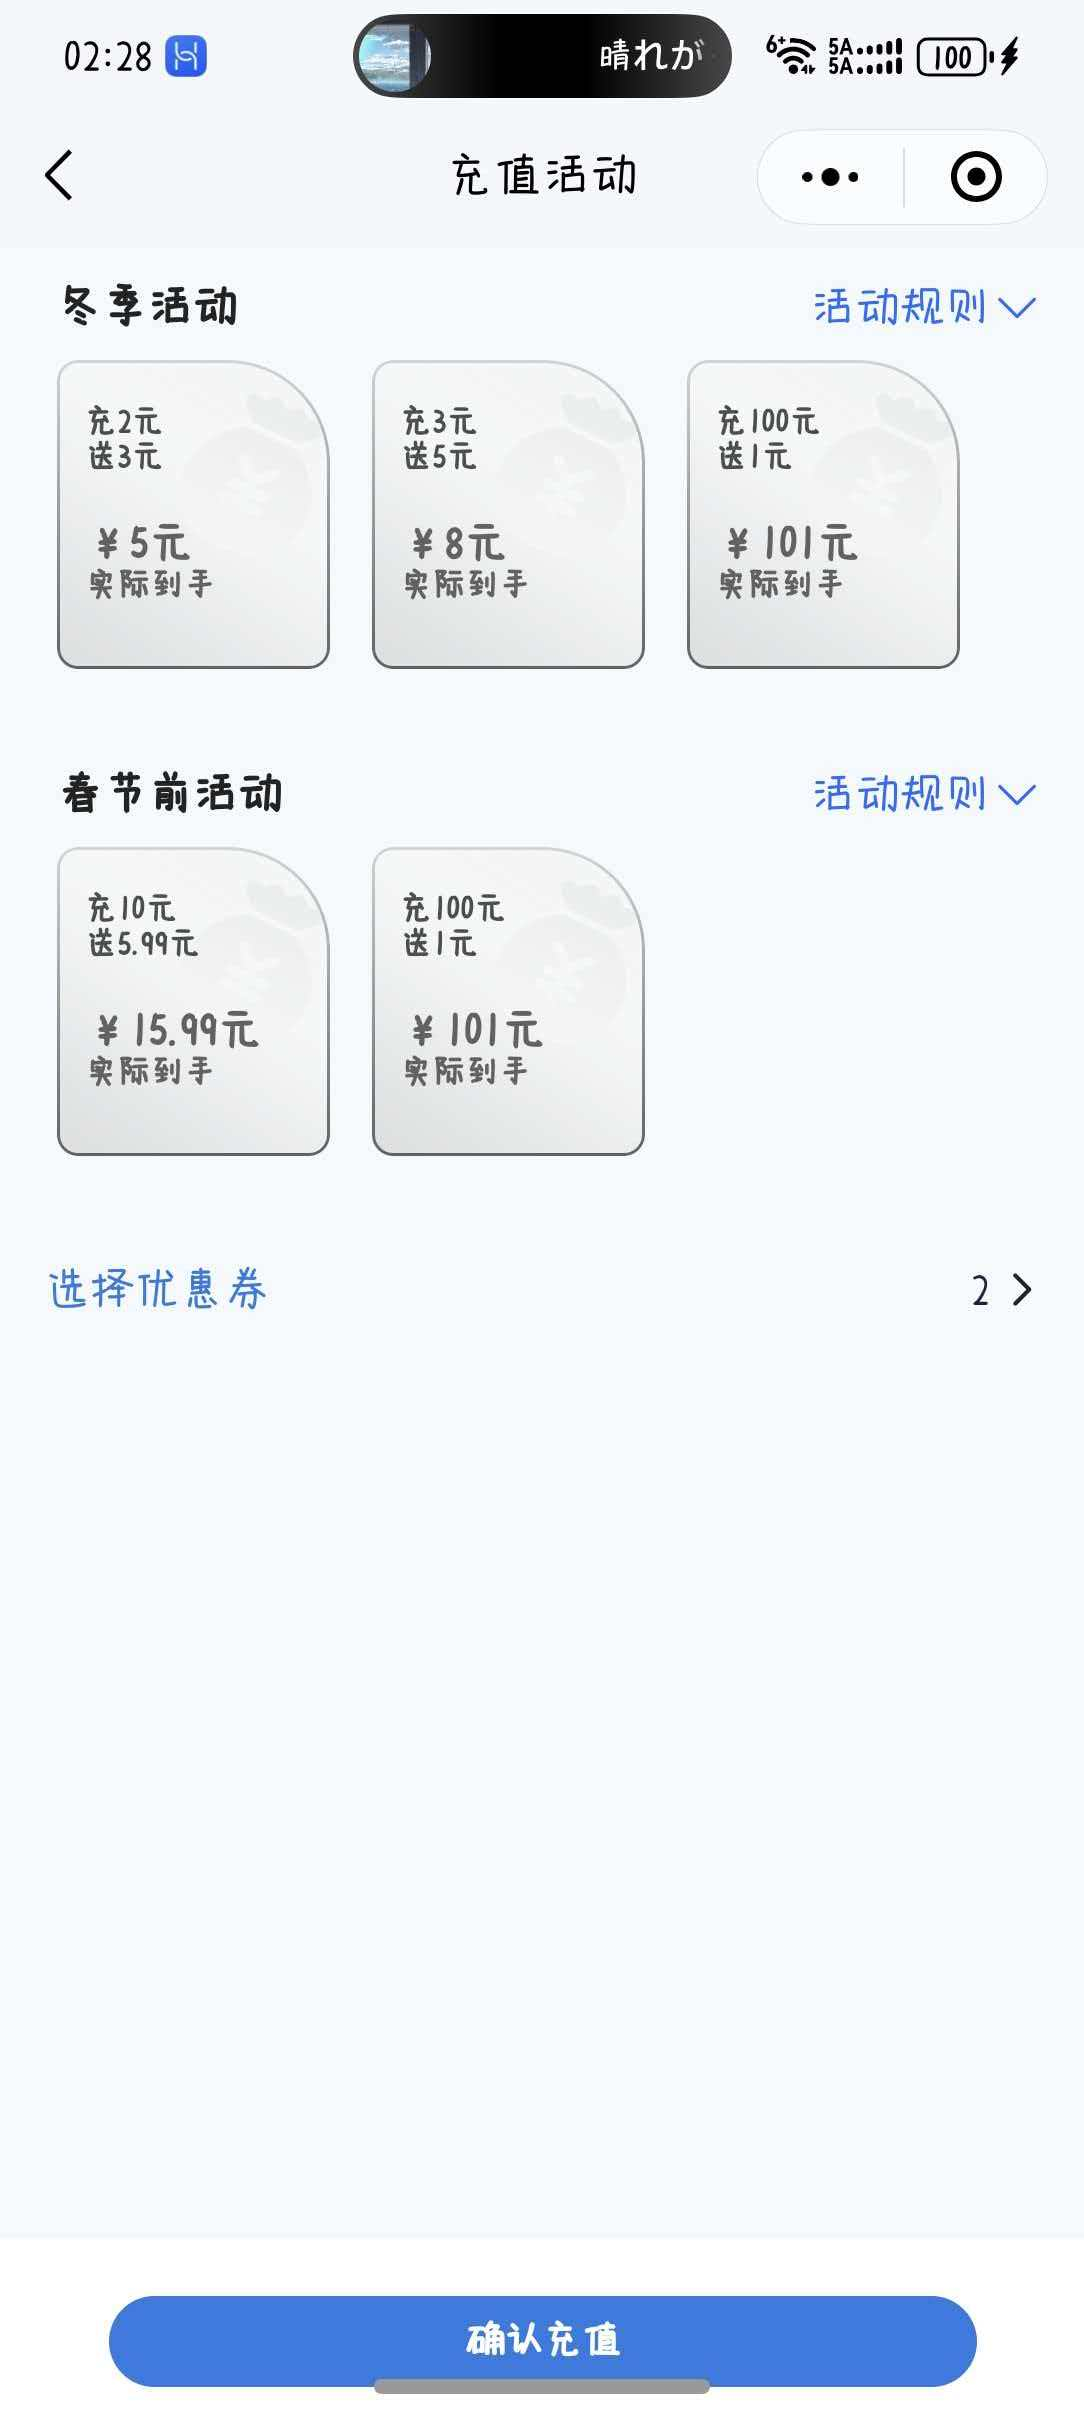 02:28
晴れが
6+
5A
5A
100
充值活动
冬季活动
活动规则
充2元
送3元
¥5元
实际到手
充3元
送5元
¥8元
实际到手
充100元
送1元
¥101元
实际到手
春节前活动
活动规则
充10元
送5.99元
¥15.99元
实际到手
充100元
送1元
¥101元
实际到手
选择优惠券
2
确认充值